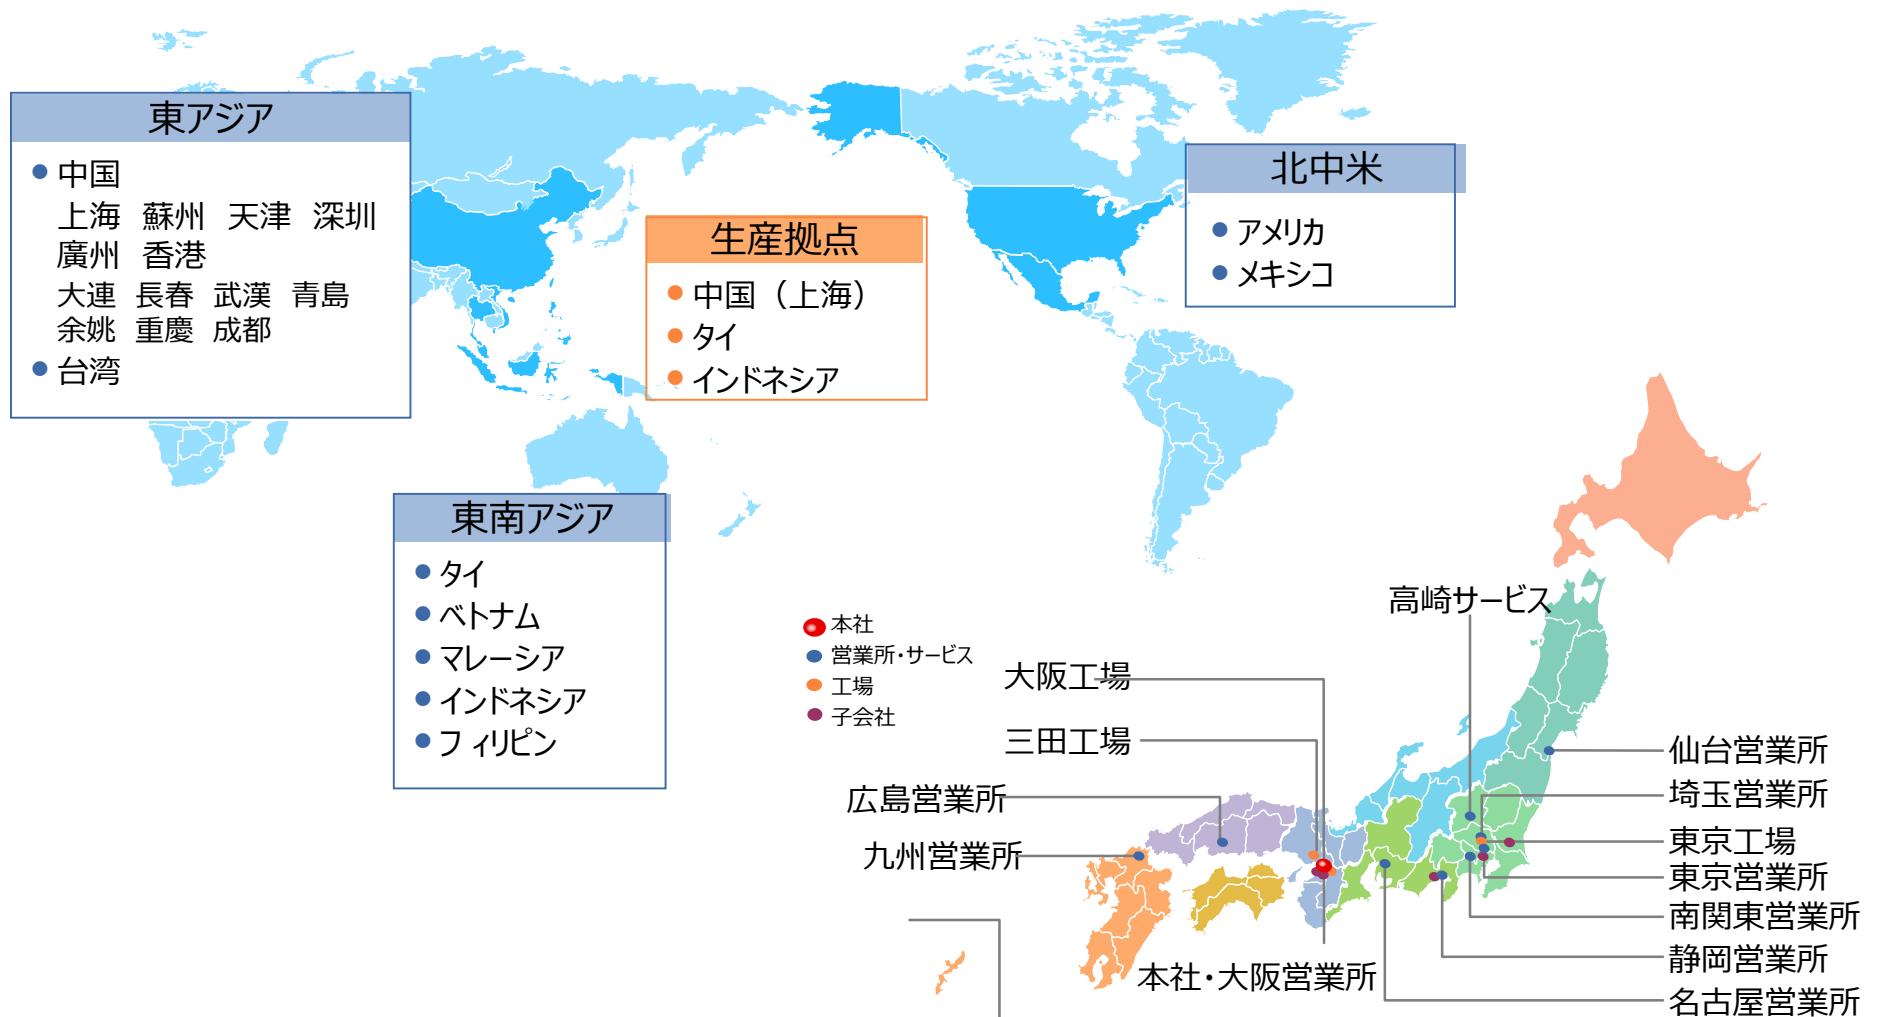 東アジア
中国
上海 蘇州 天津 深圳
廣州 香港
大連 長春 武漢 青島
余姚 重慶 成都
台湾
生産拠点
中国（上海）
タイ
インドネシア
北中米
アメリカ
メキシコ
東南アジア
タイ
ベトナム
マレーシア
インドネシア
フィリピン
本社
営業所・サービス
工場
子会社
高崎サービス
大阪工場
三田工場
広島営業所
九州営業所
本社・大阪営業所
仙台営業所
埼玉営業所
東京工場
東京営業所
南関東営業所
静岡営業所
名古屋営業所